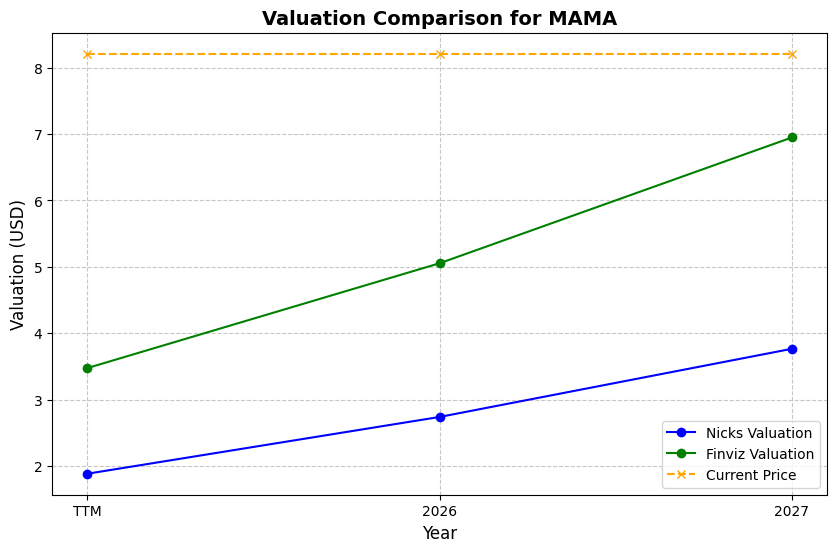 Valuation Comparison for MAMA
Valuation (USD)
8
7
6
5
4
3
2
TTM
2026
2027
Year
Nicks Valuation
Finviz Valuation
Current Price